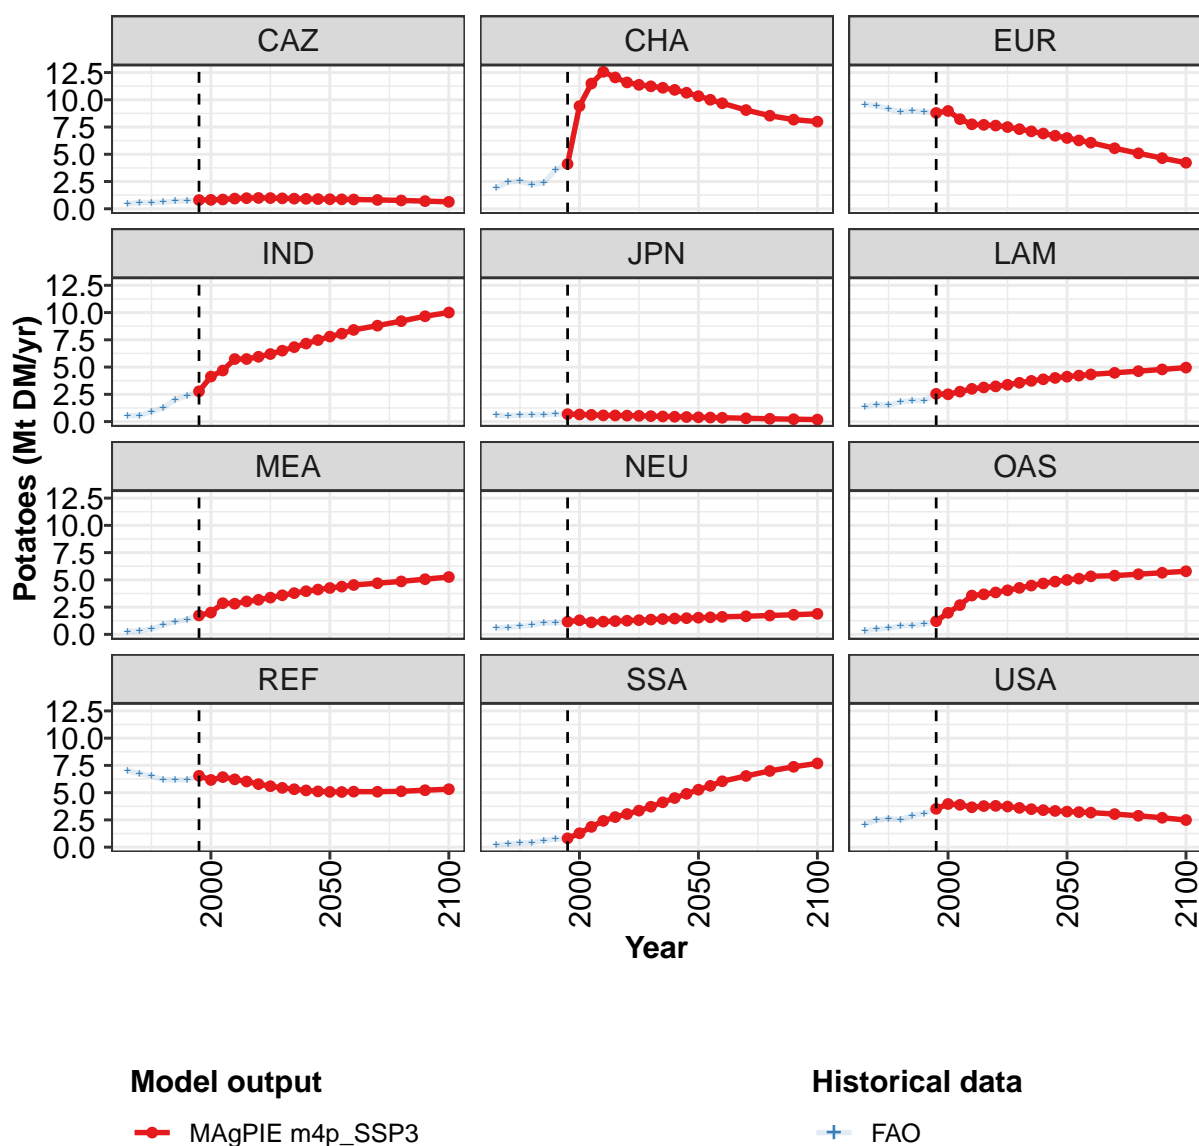 CAZ CHA EUR
12.5
10.0
7.5
5.0
2.5
0.0
IND JPN LAM
12.5
10.0
7.5
5.0
2.5
0.0
MEA NEU OAS
12.5
10.0
7.5
5.0
2.5
0.0
REF SSA USA
12.5
10.0
7.5
5.0
2.5
0.0
Potatoes (Mt DM/yr)
2000 2050 2100 2000 2050 2100 2000 2050 2100
Year
Model output Historical data
MAgPIE m4p_SSP3 FAO